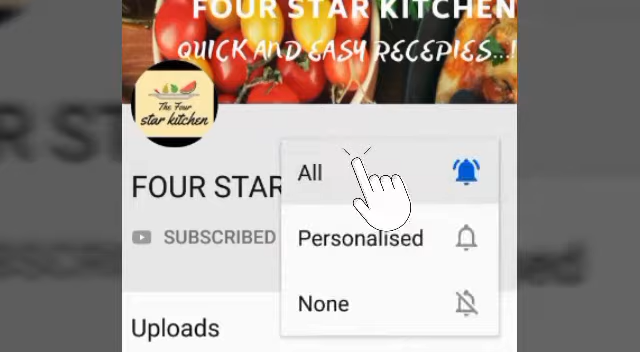 FOUR STAR KITCHEN
QUICK AND EASY RECEPIES...!
The Four
star kitchen
All
FOUR STAR
SUBSCRIBED
Personalised
None
Uploads